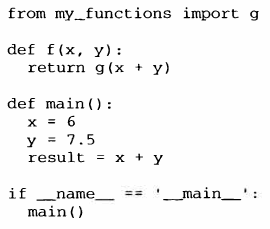 from my_functions import g
def f(x, y):
return g(x + y)
def main():
x = 6
y = 7.5
result = x + y
if __name__ == '__main__':
main()